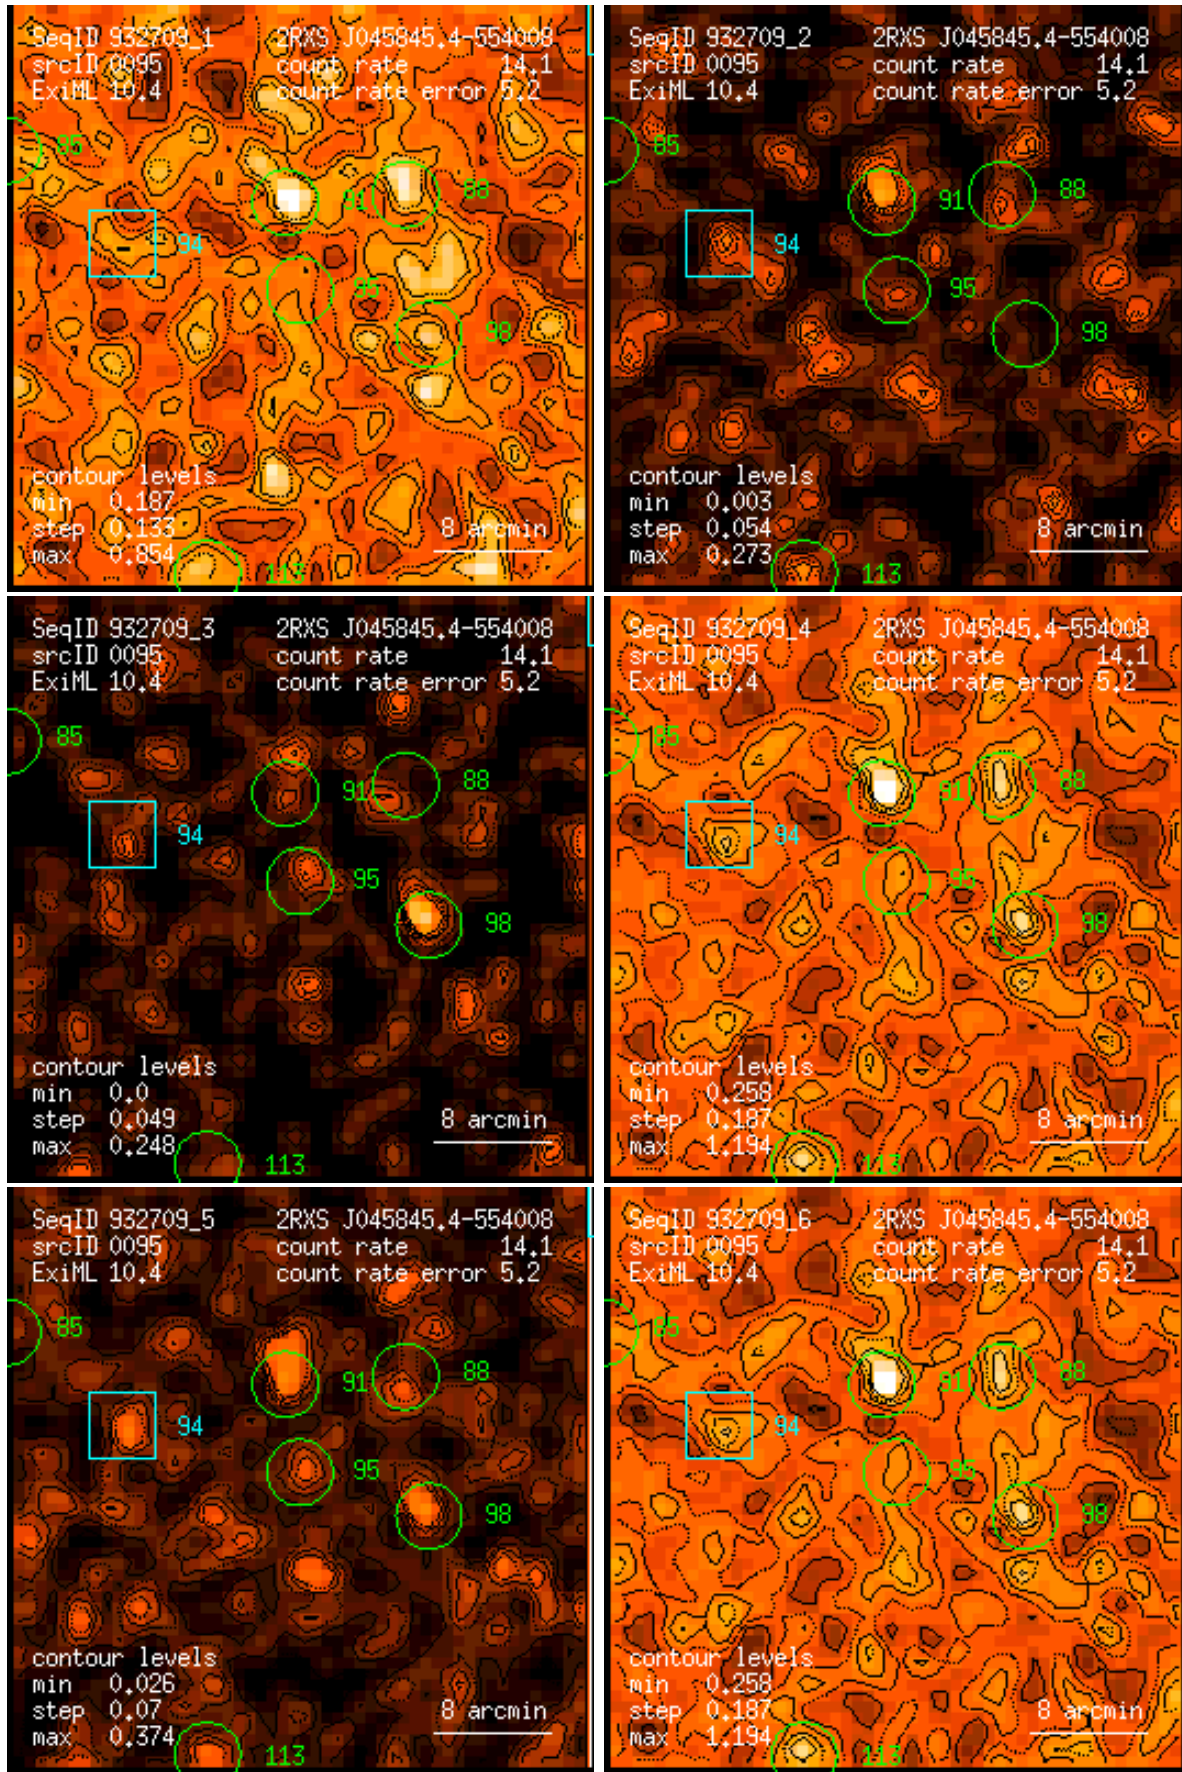 SeqID 932709_1 2RXS J045845.4-554008
srcID 0095 count rate 14.1
ExiML 10.4 count rate error 5.2
85
91 88
94
95
98
contour levels
min 0.187
step 0.133 8 arcmin
max 0.854
113
SeqID 932709_2 2RXS J045845.4-554008
srcID 0095 count rate 14.1
ExiML 10.4 count rate error 5.2
85
91 88
94
95
98
contour levels
min 0.003
step 0.054 8 arcmin
max 0.273
113
SeqID 932709_3 2RXS J045845.4-554008
srcID 0095 count rate 14.1
ExiML 10.4 count rate error 5.2
85
91 88
94
95
98
contour levels
min 0.0
step 0.049 8 arcmin
max 0.248
113
SeqID 932709_4 2RXS J045845.4-554008
srcID 0095 count rate 14.1
ExiML 10.4 count rate error 5.2
85
91 88
94
95
98
contour levels
min 0.258
step 0.187 8 arcmin
max 1.194
113
SeqID 932709_5 2RXS J045845.4-554008
srcID 0095 count rate 14.1
ExiML 10.4 count rate error 5.2
85
91 88
94
95
98
contour levels
min 0.026
step 0.07 8 arcmin
max 0.374
113
SeqID 932709_6 2RXS J045845.4-554008
srcID 0095 count rate 14.1
ExiML 10.4 count rate error 5.2
85
91 88
94
95
98
contour levels
min 0.258
step 0.187 8 arcmin
max 1.194
113